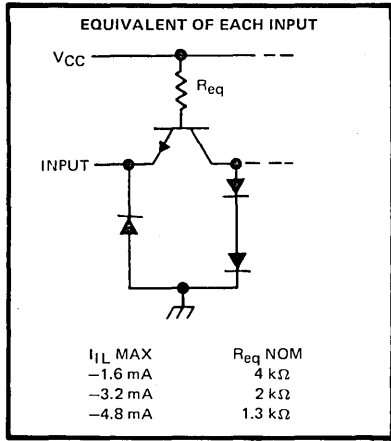 EQUIVALENT OF EACH INPUT
VCC
Req
INPUT
IIL MAX Req NOM
−1.6 mA 4 kΩ
−3.2 mA 2 kΩ
−4.8 mA 1.3 kΩ